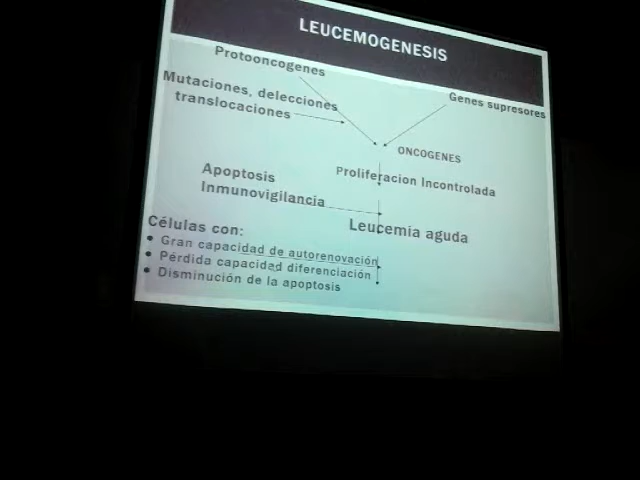 LEUCEMOGENESIS
Protooncogenes
Mutaciones, delecciones
translocaciones
Genes supresores
ONCOGENES
Proliferacion Incontrolada
Apoptosis
Inmunovigilancia
Leucemia aguda
Células con:
• Gran capacidad de autorenovación
• Pérdida capacidad diferenciación
• Disminución de la apoptosis